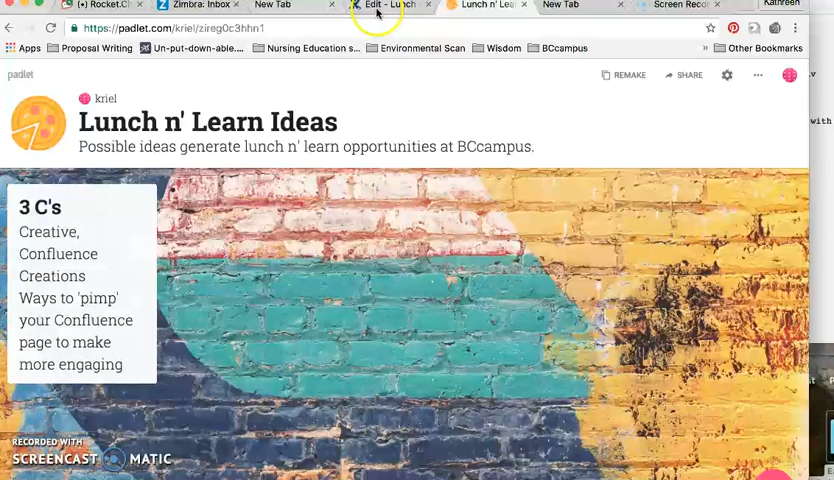 (•) Rocket.C
Zimbra: Inbox
New Tab
Edit - Lunch
Lunch n' Lea
New Tab
Screen Reco
Kathreen
https://padlet.com/kriel/zireg0c3hhn1
Apps
Proposal Writing
Un-put-down-able....
Nursing Education s...
Environmental Scan
Wisdom
BCcampus
»
Other Bookmarks
padlet
REMAKE
SHARE
kriel
Lunch n' Learn Ideas
Possible ideas generate lunch n' learn opportunities at BCcampus.
3 C's
Creative,
Confluence
Creations
Ways to 'pimp'
your Confluence
page to make
more engaging
with
RECORDED WITH
SCREENCAST MATIC